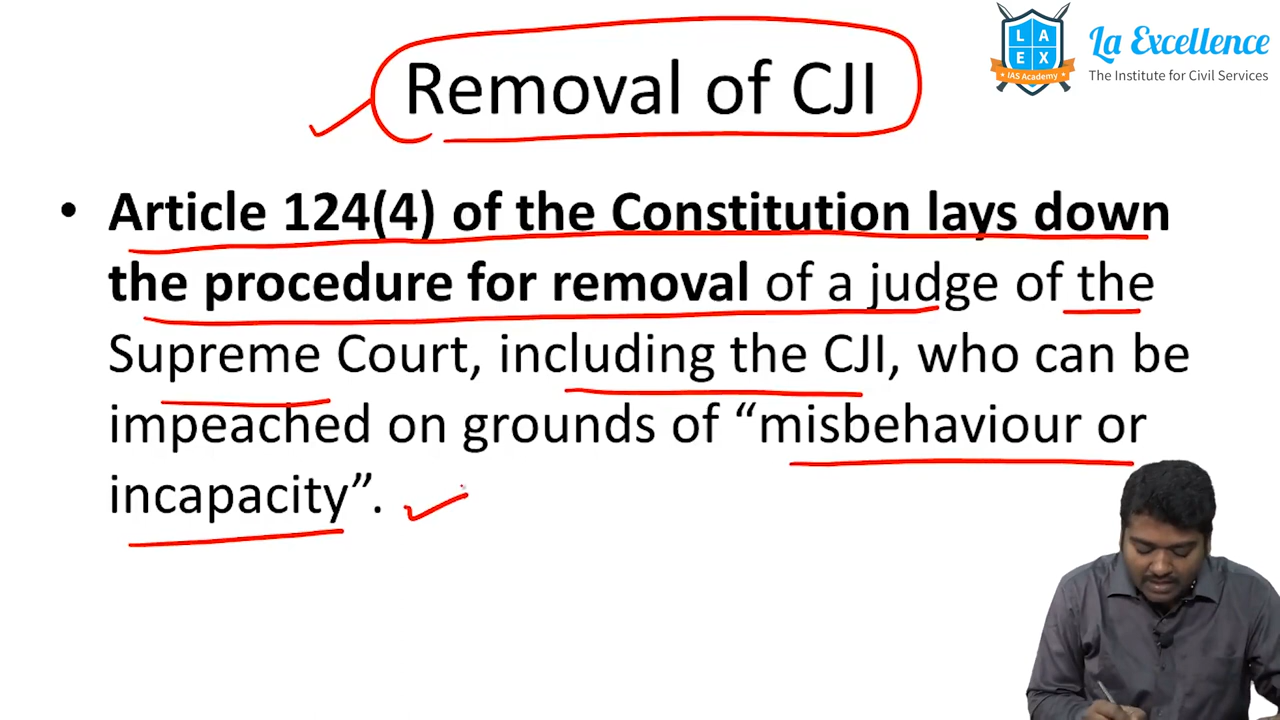 L A
E X
IAS Academy
La Excellence
The Institute for Civil Services
Removal of CJI
• Article 124(4) of the Constitution lays down
the procedure for removal of a judge of the
Supreme Court, including the CJI, who can be
impeached on grounds of “misbehaviour or
incapacity”.